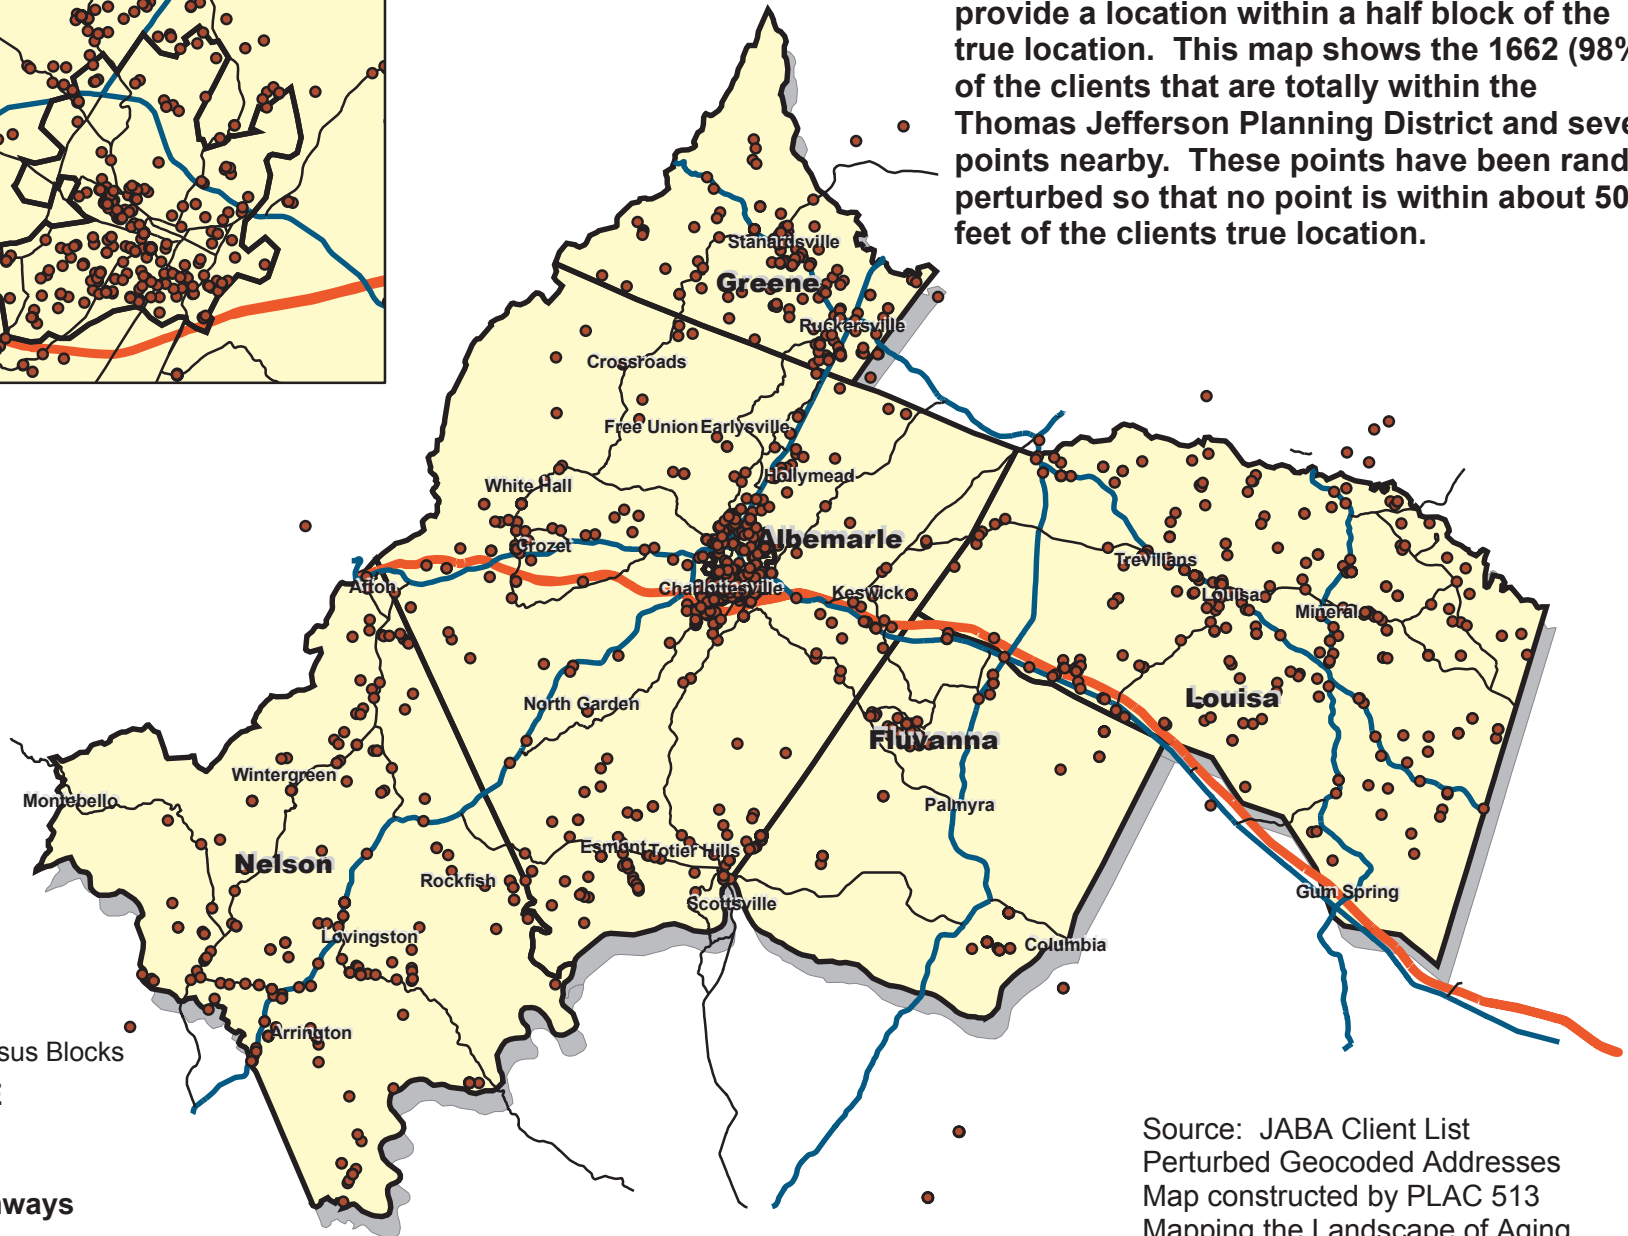 provide a location within a half block of the
true location. This map shows the 1662 (98%
of the clients that are totally within the
Thomas Jefferson Planning District and seve
points nearby. These points have been rand
perturbed so that no point is within about 50
feet of the clients true location.
Stanardsville
Greene
Ruckersville
Crossroads
Free Union
Earlysville
Hollymead
White Hall
Albemarle
Crozet
Trevillians
Afton
Charlottesville
Keswick
Louisa
Mineral
Louisa
North Garden
Fluvanna
Wintergreen
Montebello
Palmyra
Esmont
Totier Hills
Nelson
Rockfish
Gum Spring
Scottsville
Lovingston
Columbia
Arrington
sus Blocks
ways
Source: JABA Client List
Perturbed Geocoded Addresses
Map constructed by PLAC 513
Mapping the Landscape of Aging